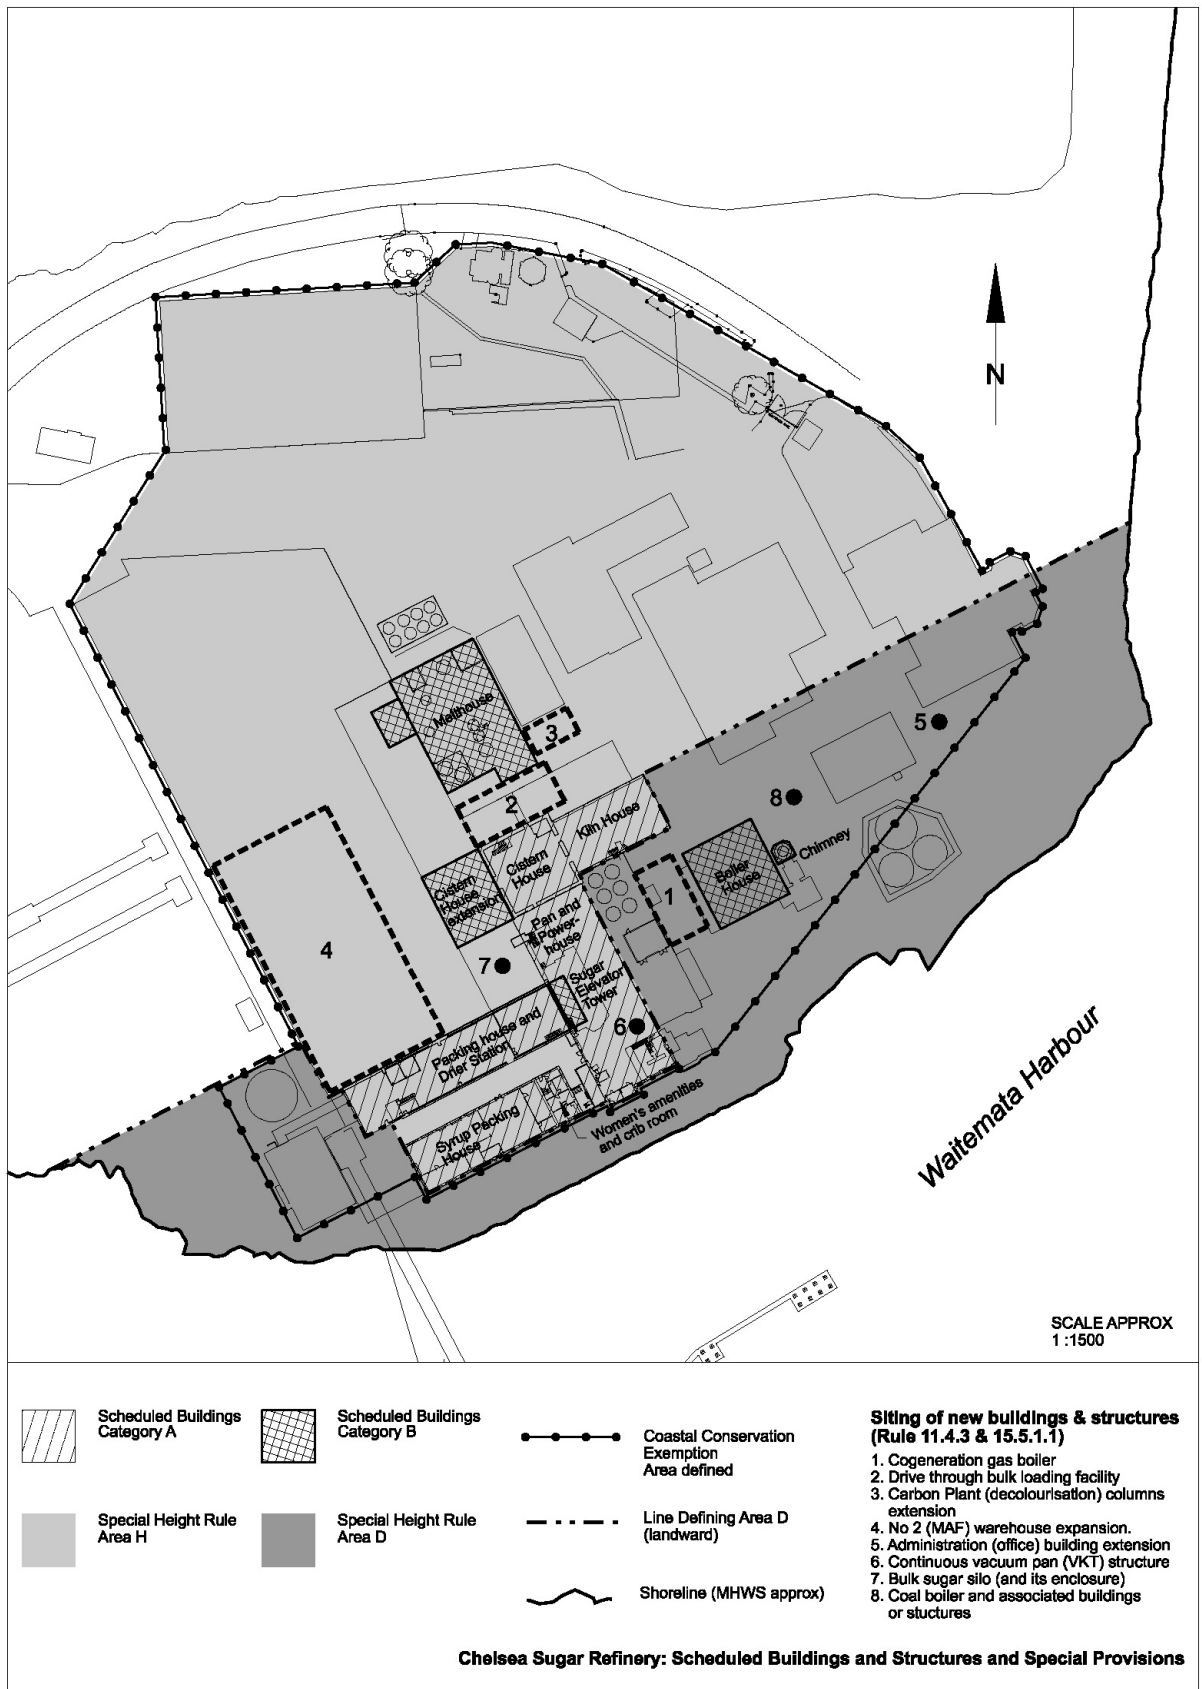 N
Melthouse
3
2
Kiln House
5
8
Chimney
Boiler
House
1
Cistern
House
Cistern
House
extension
Pan and
Power-
house
4
7
Sugar
Elevator
Tower
6
Packing house and
Drier Station
Syrup Packing
House
Women's amenities
and crib room
Waitemata Harbour
SCALE APPROX
1 :1500
Scheduled Buildings
Category A
Scheduled Buildings
Category B
Coastal Conservation
Exemption
Area defined
Special Height Rule
Area H
Special Height Rule
Area D
Line Defining Area D
(landward)
Shoreline (MHWS approx)
Siting of new buildings & structures
(Rule 11.4.3 & 15.5.1.1)
1. Cogeneration gas boiler
2. Drive through bulk loading facility
3. Carbon Plant (decolourisation) columns
extension
4. No 2 (MAF) warehouse expansion.
5. Administration (office) building extension
6. Continuous vacuum pan (VKT) structure
7. Bulk sugar silo (and its enclosure)
8. Coal boiler and associated buildings
or stuctures
Chelsea Sugar Refinery: Scheduled Buildings and Structures and Special Provisions